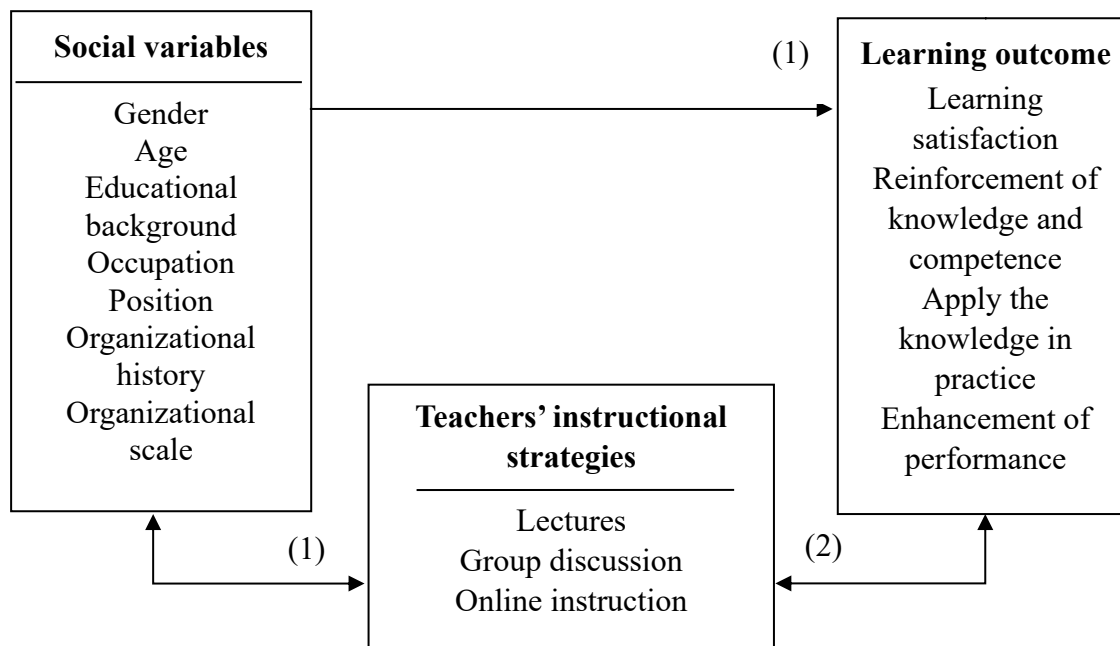 Social variables
Gender
Age
Educational
background
Occupation
Position
Organizational
history
Organizational
scale
(1)
Learning outcome
Learning
satisfaction
Reinforcement of
knowledge and
competence
Apply the
knowledge in
practice
Enhancement of
performance
Teachers’ instructional
strategies
Lectures
Group discussion
Online instruction
(1)
(2)